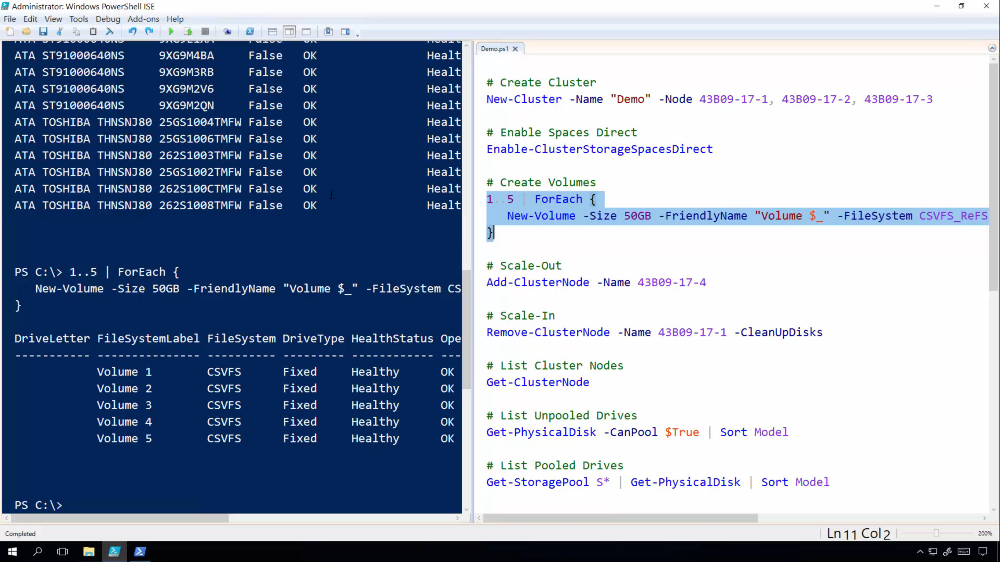 Administrator: Windows PowerShell ISE
File Edit View Tools Debug Add-ons Help
ATA ST91000640NS 9XG9M4BA False OK Healt
ATA ST91000640NS 9XG9M3RB False OK Healt
ATA ST91000640NS 9XG9M2V6 False OK Healt
ATA ST91000640NS 9XG9M2QN False OK Healt
ATA TOSHIBA THNSNJ80 25GS1004TMFW False OK Healt
ATA TOSHIBA THNSNJ80 25GS1006TMFW False OK Healt
ATA TOSHIBA THNSNJ80 262S1003TMFW False OK Healt
ATA TOSHIBA THNSNJ80 25GS1002TMFW False OK Healt
ATA TOSHIBA THNSNJ80 262S100CTMFW False OK Healt
ATA TOSHIBA THNSNJ80 262S1008TMFW False OK Healt
PS C:\> 1..5 | ForEach {
New-Volume -Size 50GB -FriendlyName "Volume $_" -FileSystem CS
}
DriveLetter FileSystemLabel FileSystem DriveType HealthStatus Ope
----------- --------------- ---------- --------- ------------ ---
Volume 1 CSVFS Fixed Healthy OK
Volume 2 CSVFS Fixed Healthy OK
Volume 3 CSVFS Fixed Healthy OK
Volume 4 CSVFS Fixed Healthy OK
Volume 5 CSVFS Fixed Healthy OK
PS C:\>
Demo.ps1
# Create Cluster
New-Cluster -Name "Demo" -Node 43B09-17-1, 43B09-17-2, 43B09-17-3
# Enable Spaces Direct
Enable-ClusterStorageSpacesDirect
# Create Volumes
1..5 | ForEach {
New-Volume -Size 50GB -FriendlyName "Volume $_" -FileSystem CSVFS_ReFS
}
# Scale-Out
Add-ClusterNode -Name 43B09-17-4
# Scale-In
Remove-ClusterNode -Name 43B09-17-1 -CleanUpDisks
# List Cluster Nodes
Get-ClusterNode
# List Unpooled Drives
Get-PhysicalDisk -CanPool $True | Sort Model
# List Pooled Drives
Get-StoragePool S* | Get-PhysicalDisk | Sort Model
Completed
Ln 11 Col 2
200%